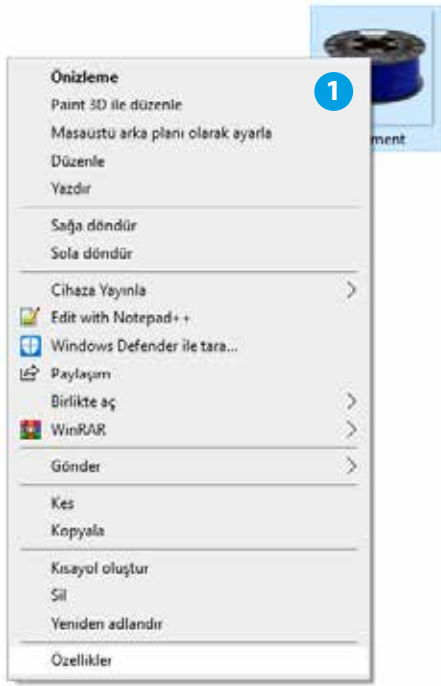 1
ment
Önizleme
Paint 3D ile düzenle
Masaüstü arka planı olarak ayarla
Düzenle
Yazdır
Sağa döndür
Sola döndür
Cihaza Yayınla
Edit with Notepad++
Windows Defender ile tara...
Paylaşım
Birlikte aç
WinRAR
Gönder
Kes
Kopyala
Kısayol oluştur
Sil
Yeniden adlandır
Özellikler